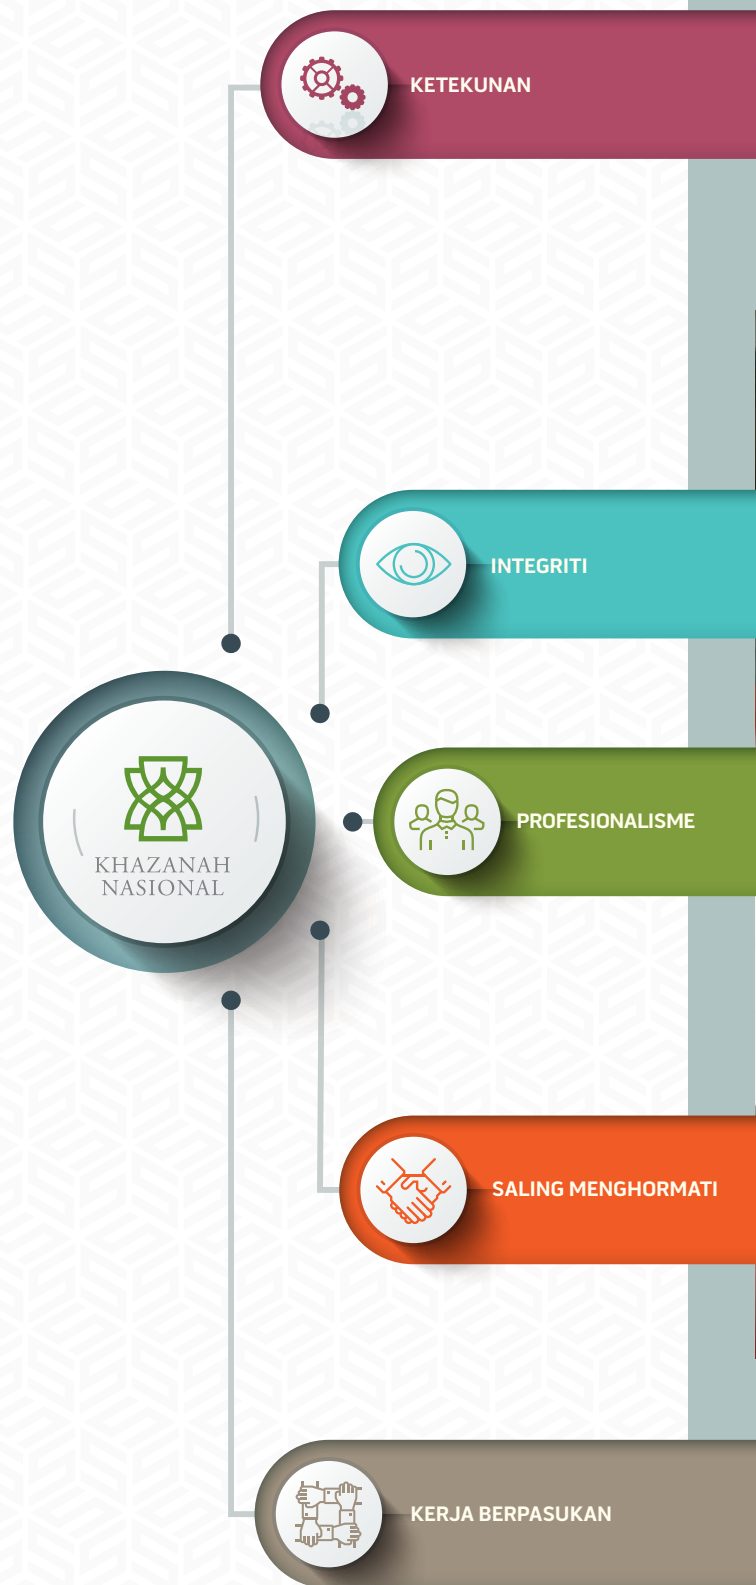 KETEKUNAN
INTEGRITI
KHAZANAH
NASIONAL
PROFESIONALISME
SALING MENGHORMATI
KERJA BERPASUKAN